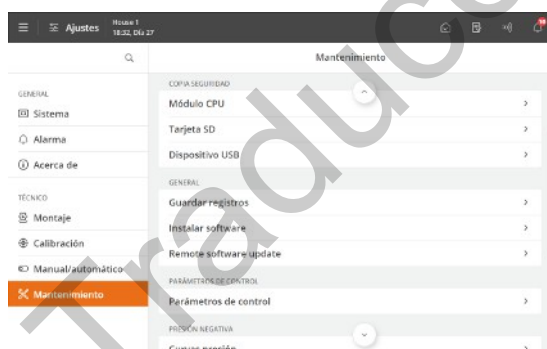 Ajustes
House 1
18:32, Día 27
Mantenimiento
GENERAL
Sistema
Alarma
Acerca de
TÉCNICO
Montaje
Calibración
Manual/automático
Mantenimiento
COPIA SEGURIDAD
Módulo CPU
Tarjeta SD
Dispositivo USB
GENERAL
Guardar registros
Instalar software
Remote software update
PARÁMETROS DE CONTROL
Parámetros de control
PRESIÓN NEGATIVA
Curvas presión